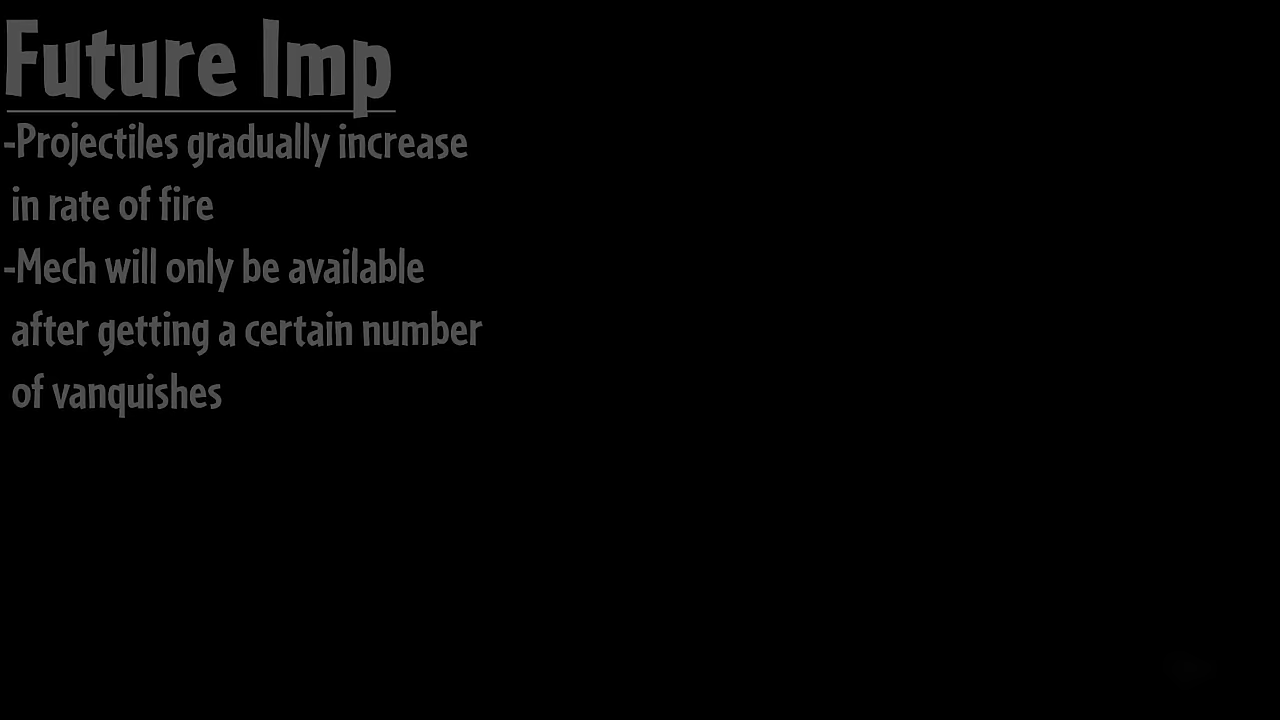 Future Imp
-Projectiles gradually increase
in rate of fire
-Mech will only be available
after getting a certain number
of vanquishes